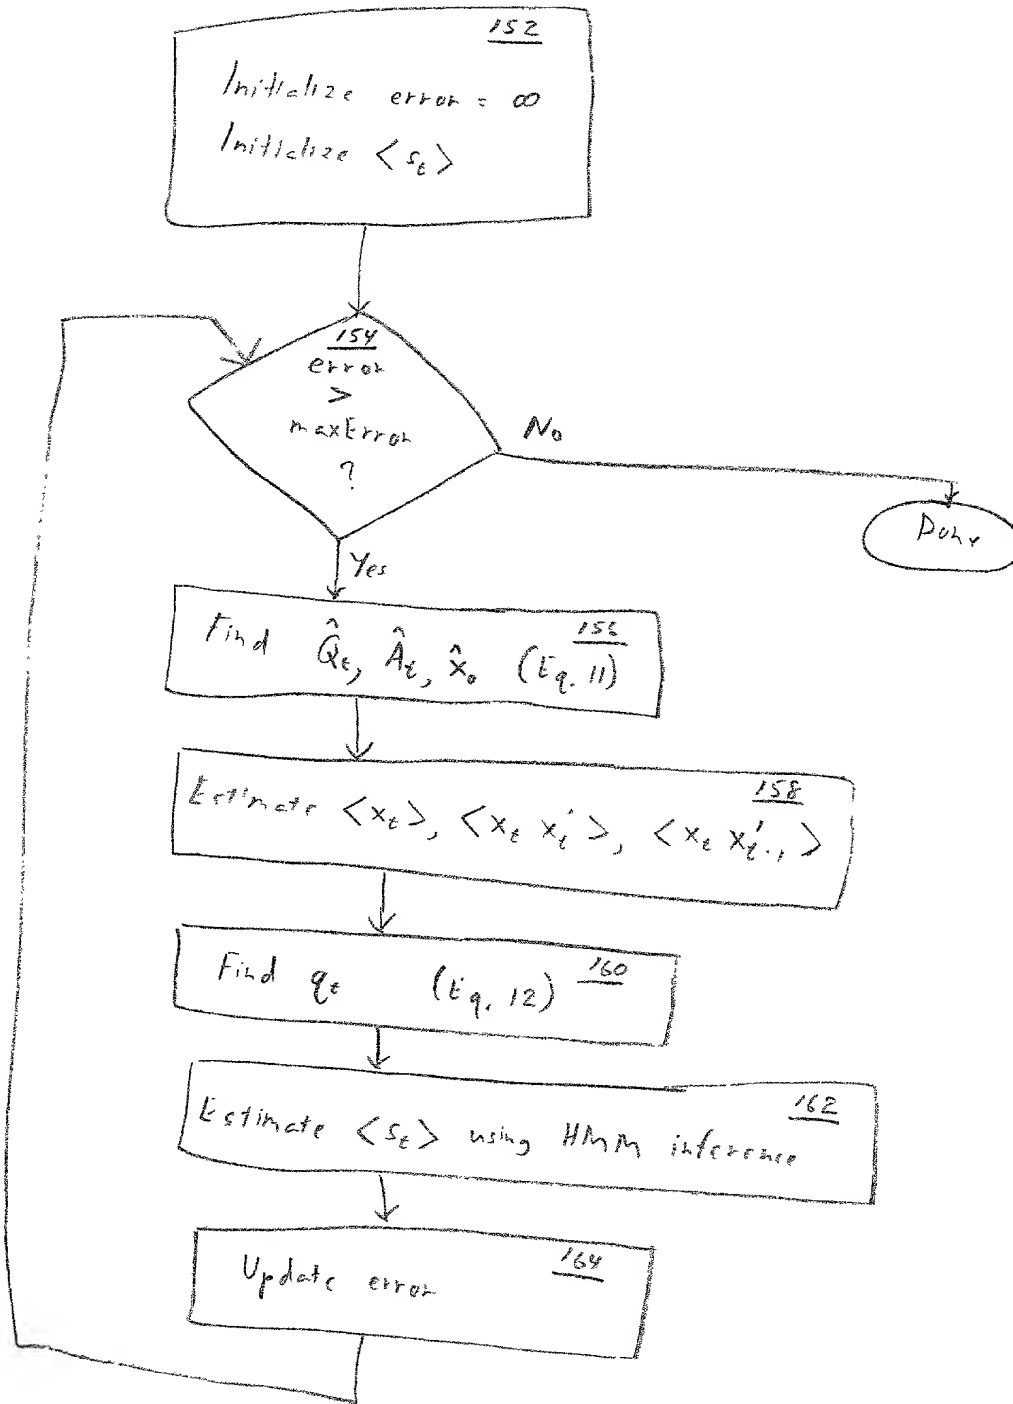 152
Initialize error = ∞
Initialize <s_t>
154
error
>
maxError
?
No
Done
Yes
156
Find Q̂_t, Â_t, x̂_0 (Eq. 11)
158
Estimate <x_t>, <x_t x_t'>, <x_t x_{t-1}'>
160
Find q_t (Eq. 12)
162
Estimate <s_t> using HMM inference
164
Update error